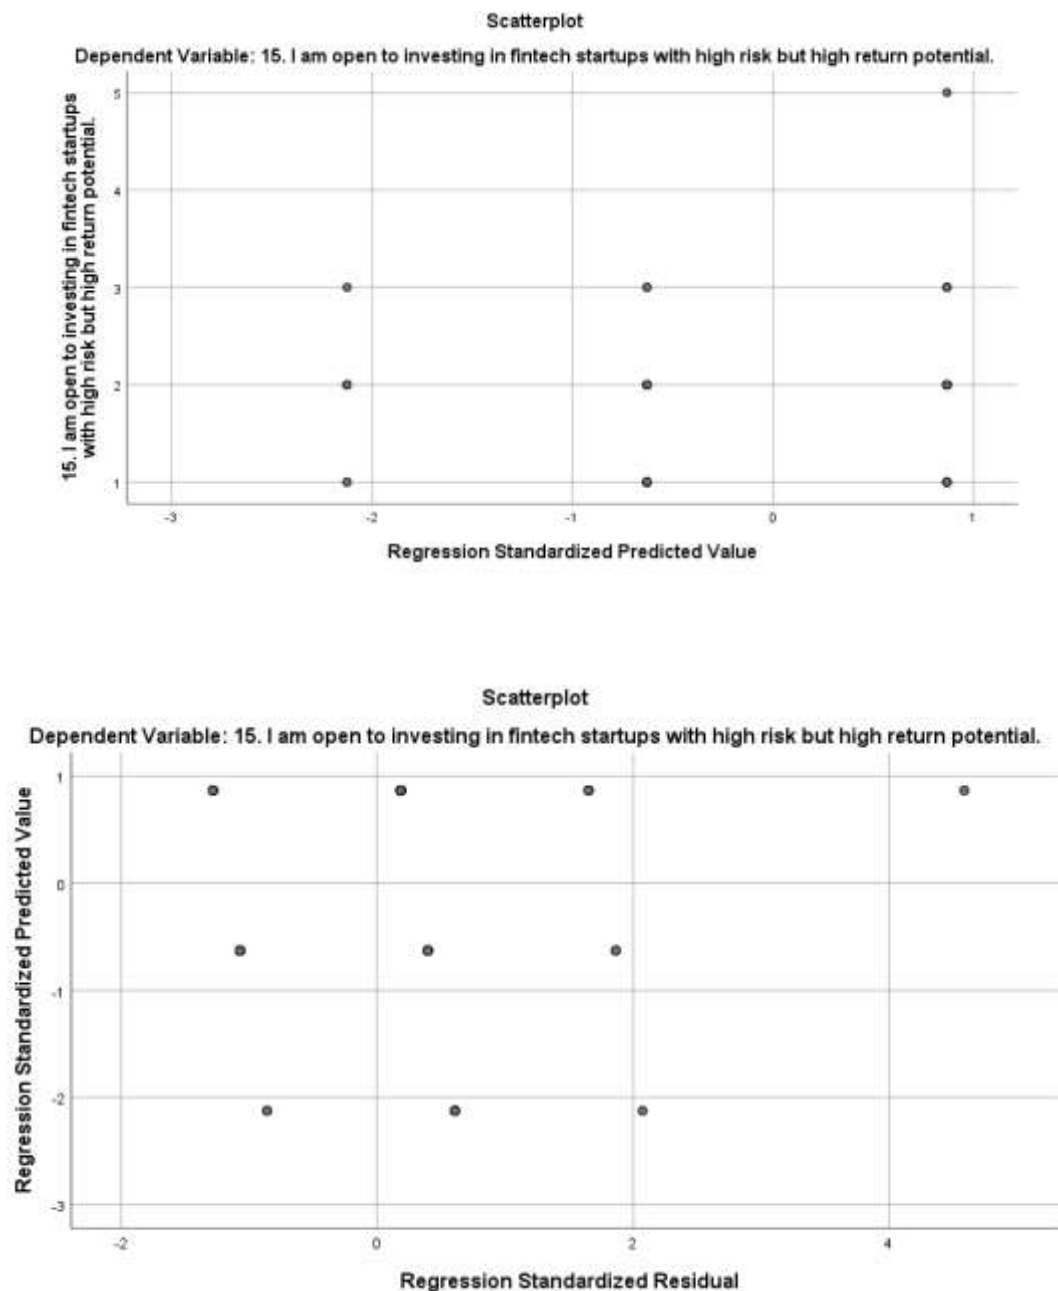 Scatterplot
Dependent Variable: 15. I am open to investing in fintech startups with high risk but high return potential.
15. I am open to investing in fintech startups
with high risk but high return potential.
5
4
3
2
1
-3 -2 -1 0 1
Regression Standardized Predicted Value
Scatterplot
Dependent Variable: 15. I am open to investing in fintech startups with high risk but high return potential.
Regression Standardized Predicted Value
1
0
-1
-2
-3
-2 0 2 4
Regression Standardized Residual